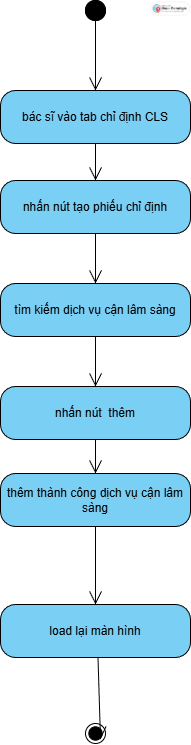 bác sĩ vào tab chỉ định CLS
nhấn nút tạo phiếu chỉ định
tìm kiếm dịch vụ cận lâm sàng
nhấn nút thêm
thêm thành công dịch vụ cận lâm
sàng
load lại màn hình